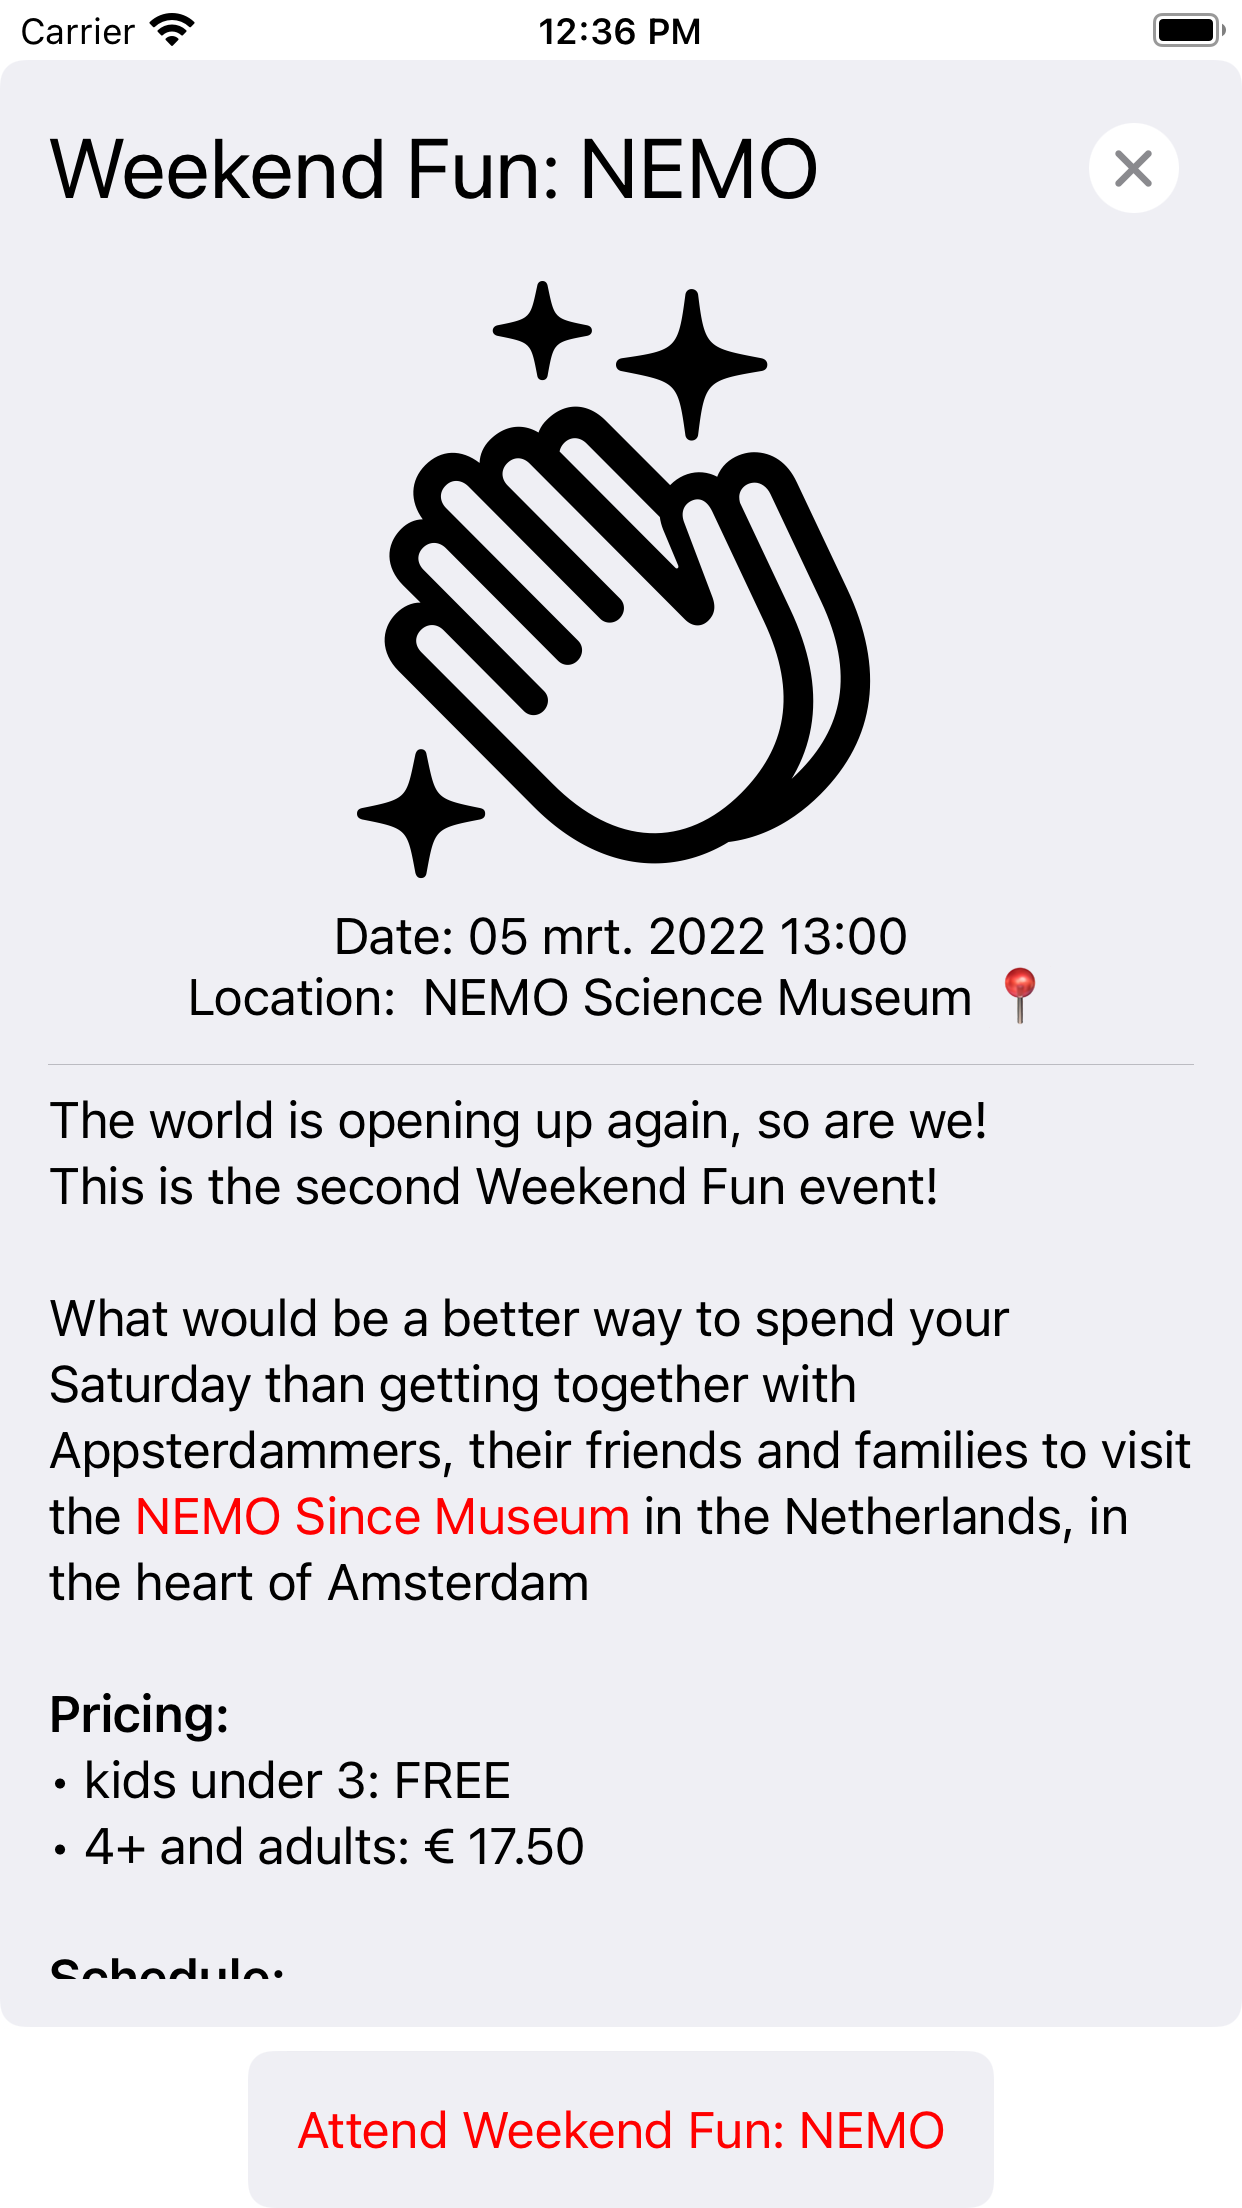 Carrier
12:36 PM
Weekend Fun: NEMO
Date: 05 mrt. 2022 13:00
Location:  NEMO Science Museum 📍
The world is opening up again, so are we!
This is the second Weekend Fun event!
What would be a better way to spend your
Saturday than getting together with
Appsterdammers, their friends and families to visit
the NEMO Since Museum in the Netherlands, in
the heart of Amsterdam
Pricing:
• kids under 3: FREE
• 4+ and adults: € 17.50
Schedule:
Attend Weekend Fun: NEMO